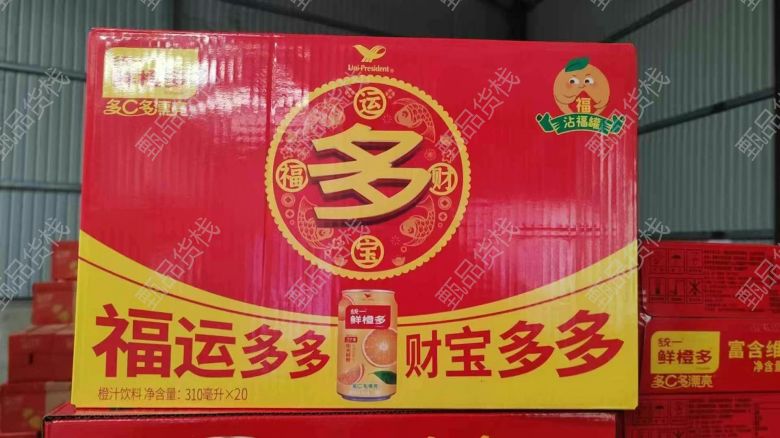 Uni-President
鲜橙多
多C多漂亮
运
福
多
财
宝
福
沾福罐
福运多多
财宝多多
统一
鲜橙多
橙汁饮料 净含量：310毫升×20
统一
鲜橙多
多C多漂亮
富含维
甄品货栈